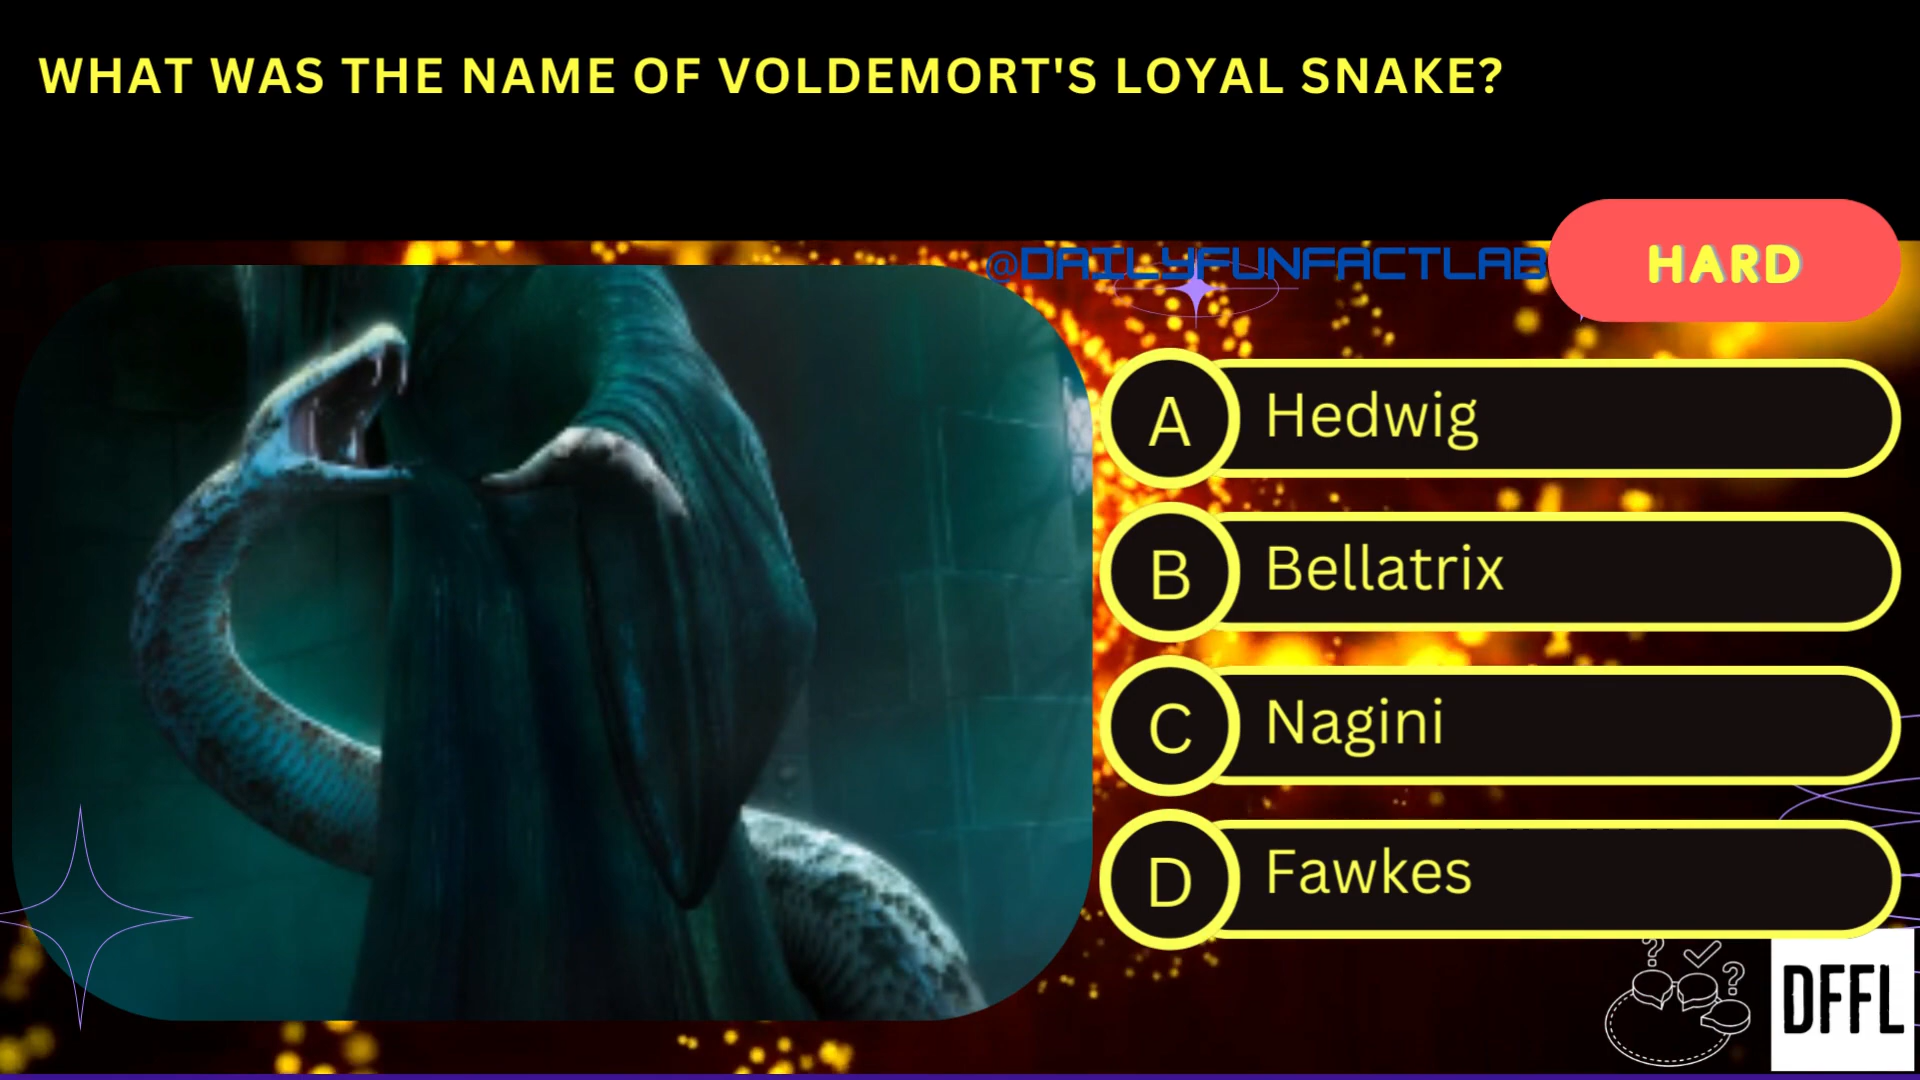 WHAT WAS THE NAME OF VOLDEMORT'S LOYAL SNAKE?
@DAILYFUNFACTLAB
HARD
A Hedwig
B Bellatrix
C Nagini
D Fawkes
DFFL